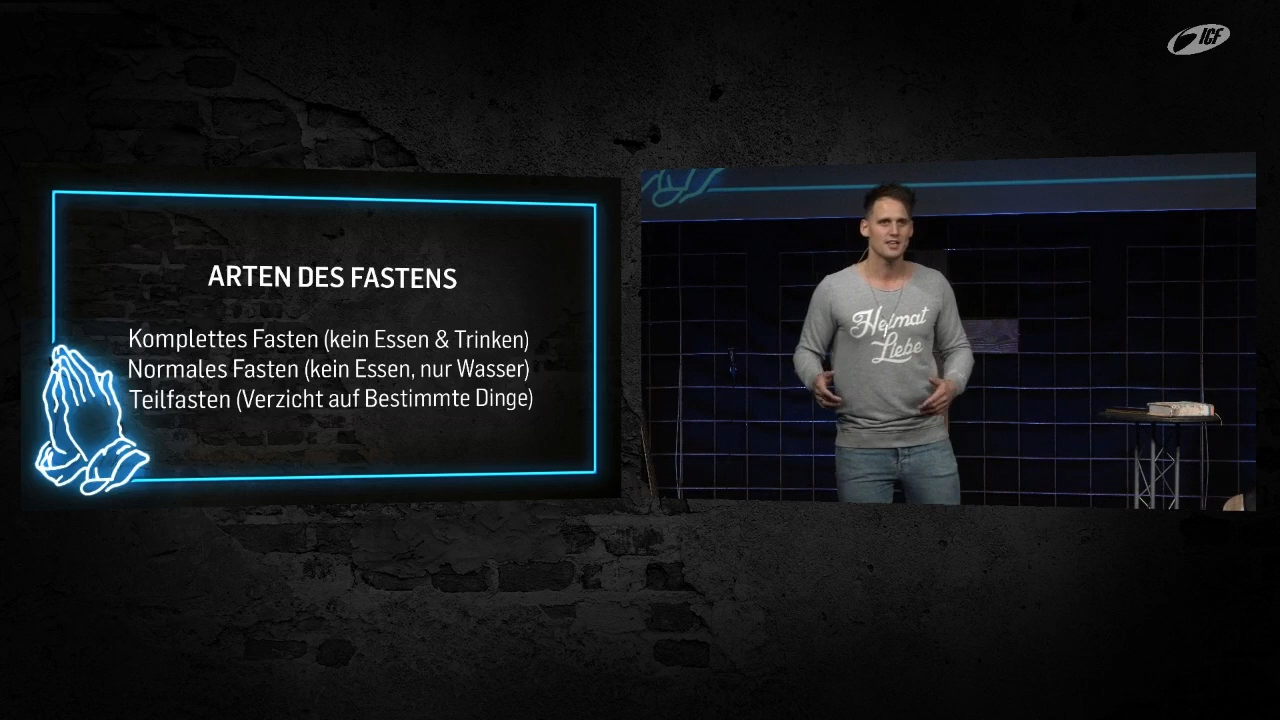 ICF
ARTEN DES FASTENS
Komplettes Fasten (kein Essen & Trinken)
Normales Fasten (kein Essen, nur Wasser)
Teilfasten (Verzicht auf Bestimmte Dinge)
Heimat
Liebe